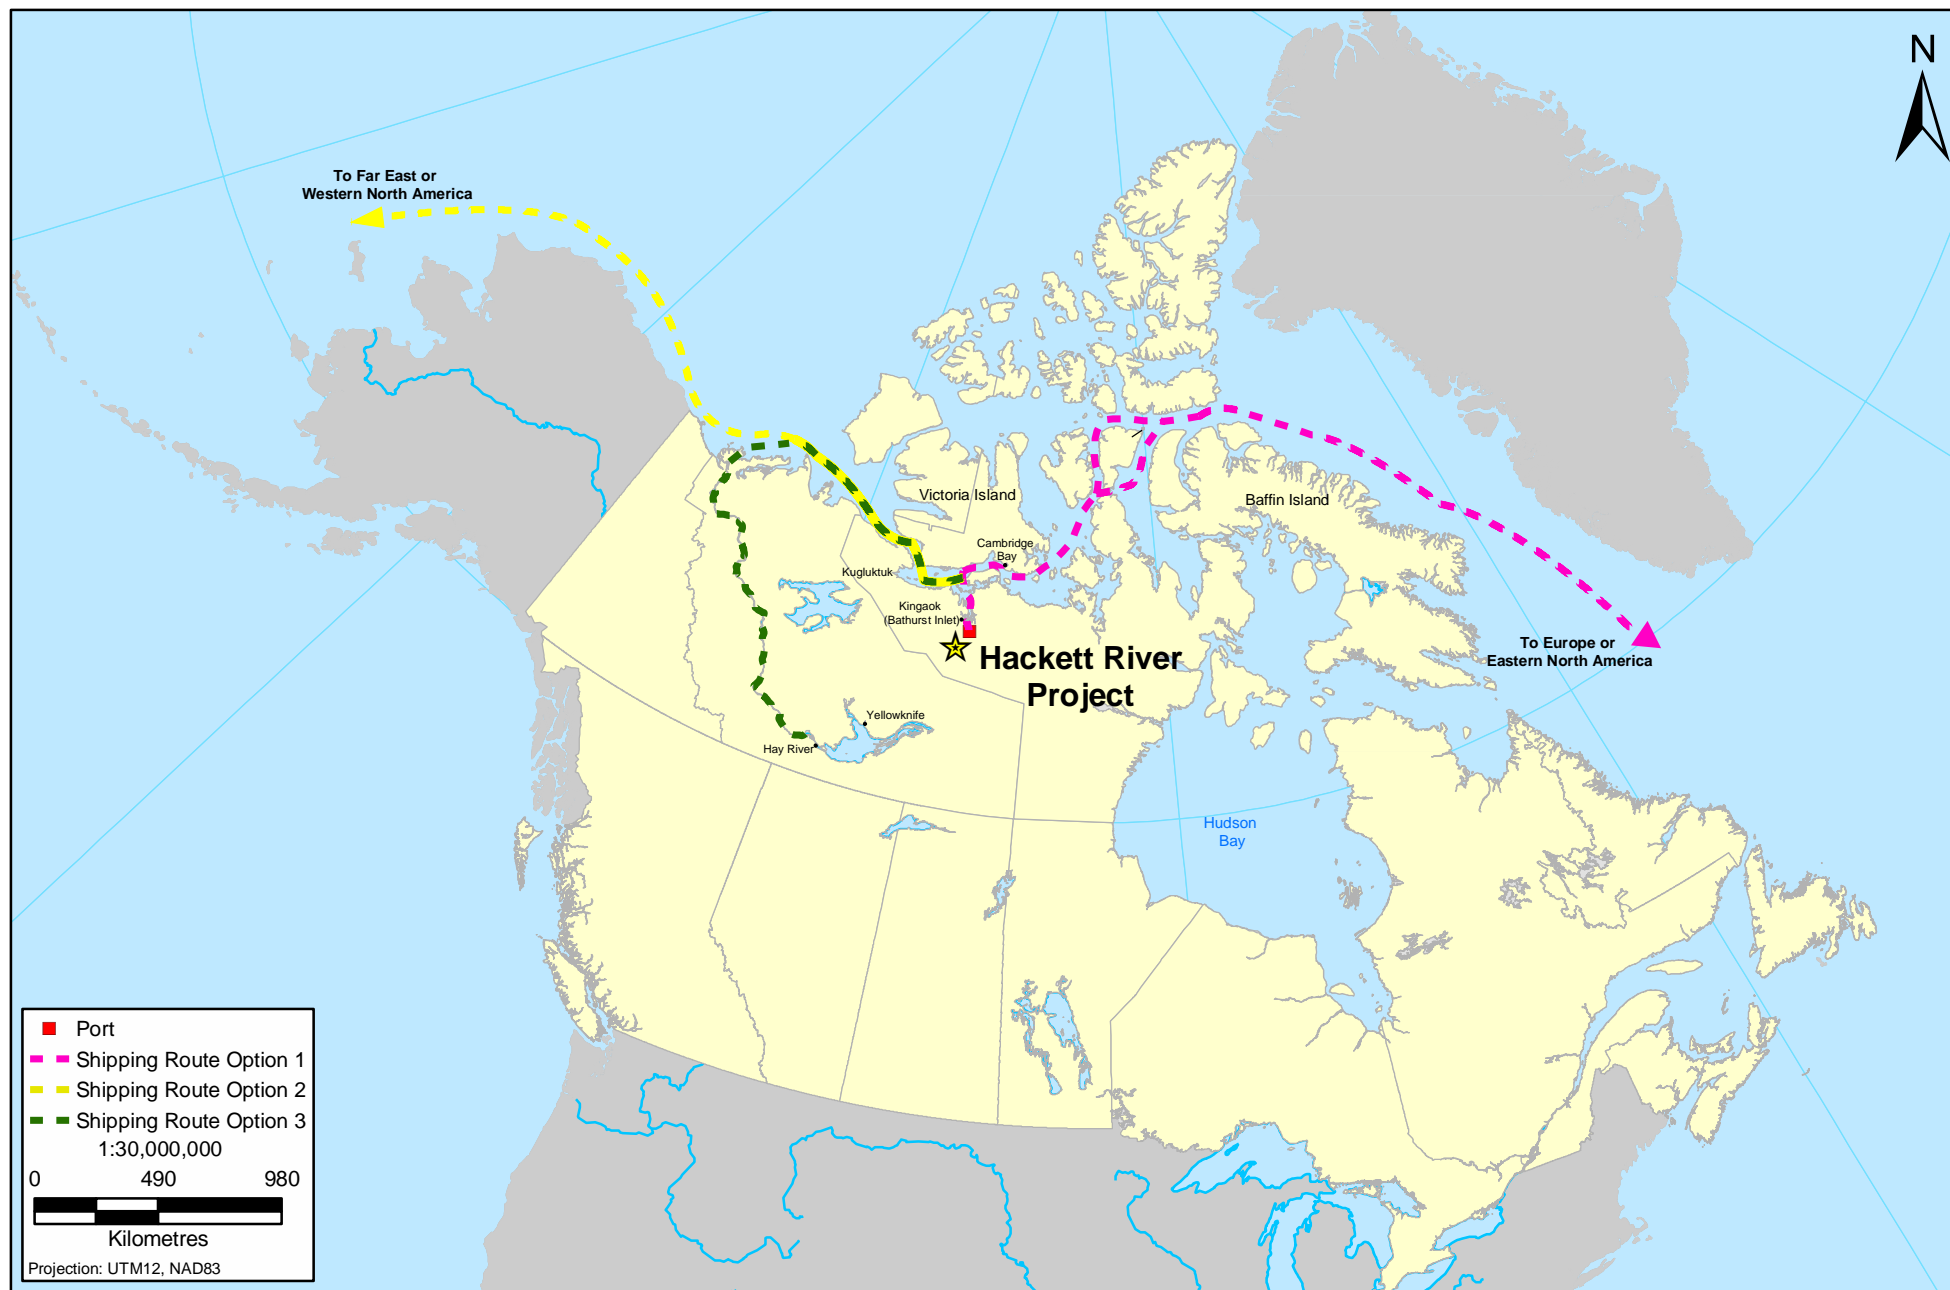 N
To Far East or
Western North America
Victoria Island
Baffin Island
Cambridge
Bay
Kugluktuk
Kingaok
(Bathurst Inlet)
Hackett River
Project
To Europe or
Eastern North America
Yellowknife
Hay River
Hudson
Bay
Port
Shipping Route Option 1
Shipping Route Option 2
Shipping Route Option 3
1:30,000,000
0 490 980
Kilometres
Projection: UTM12, NAD83